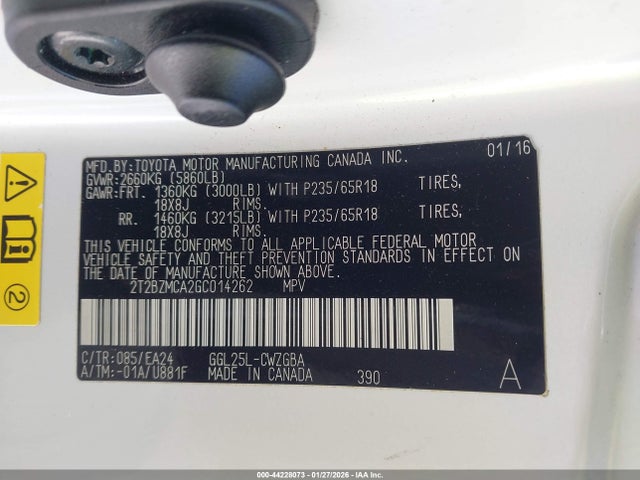 MFD.BY:TOYOTA MOTOR MANUFACTURING CANADA INC. 01/16
GVWR:2660KG (5860LB)
GAWR:FRT. 1360KG (3000LB) WITH P235/65R18 TIRES,
18X8J RIMS.
RR. 1460KG (3215LB) WITH P235/65R18 TIRES,
18X8J RIMS.
THIS VEHICLE CONFORMS TO ALL APPLICABLE FEDERAL MOTOR
VEHICLE SAFETY AND THEFT PREVENTION STANDARDS IN EFFECT ON
THE DATE OF MANUFACTURE SHOWN ABOVE.
2T2BZMCA2GC014262 MPV
C/TR:085/EA24 GGL25L-CWZGBA
A/TM:-01A/U881F MADE IN CANADA 390 A
2
000-44228073 - 01/27/2026 - IAA Inc.